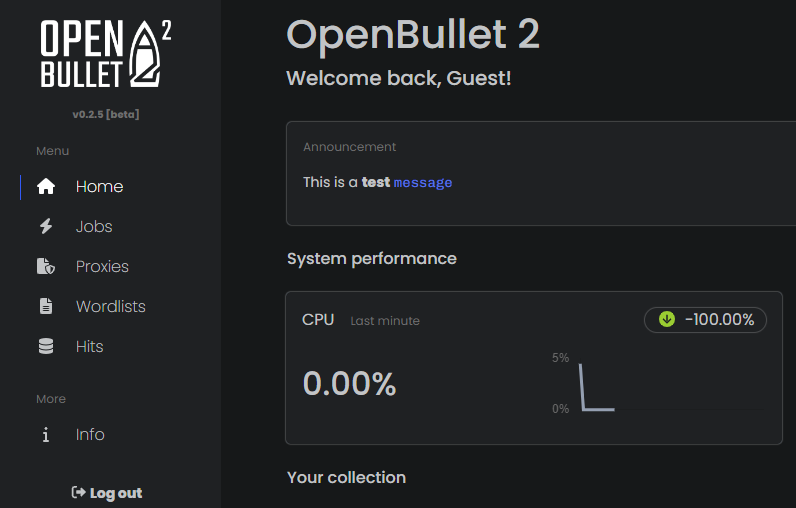 OPEN 2
BULLET
v0.2.5 [beta]
Menu
Home
Jobs
Proxies
Wordlists
Hits
More
Info
Log out
OpenBullet 2
Welcome back, Guest!
Announcement
This is a test message
System performance
CPU Last minute -100.00%
0.00%
5%
0%
Your collection